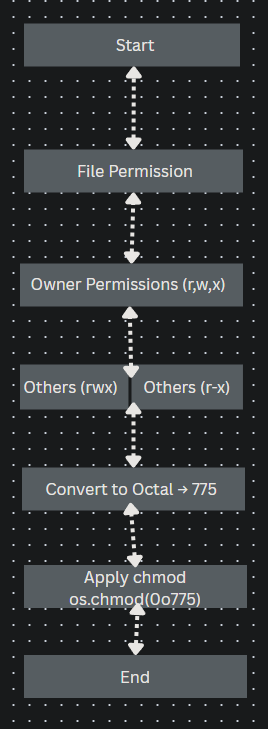 Start
File Permission
Owner Permissions (r,w,x)
Others (rwx)
Others (r-x)
Convert to Octal → 775
Apply chmod
os.chmod(0o775)
End